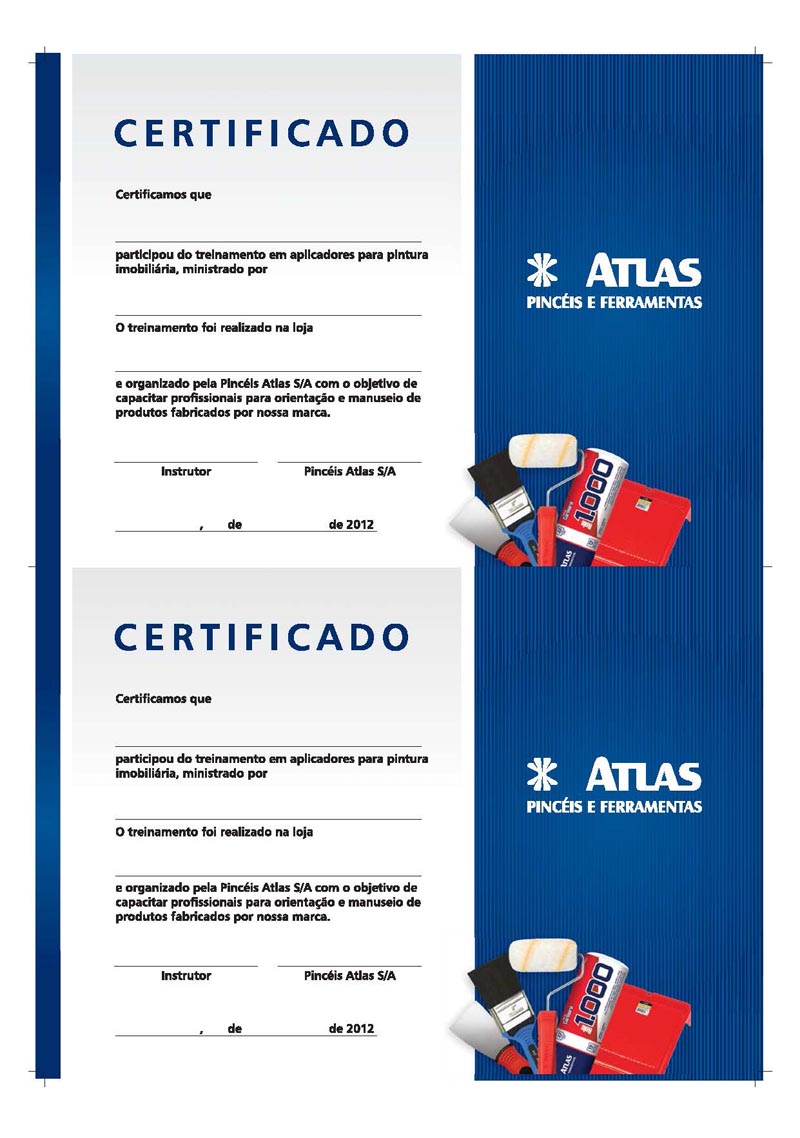 CERTIFICADO
Certificamos que
participou do treinamento em aplicadores para pintura
imobiliária, ministrado por
O treinamento foi realizado na loja
e organizado pela Pincéis Atlas S/A com o objetivo de
capacitar profissionais para orientação e manuseio de
produtos fabricados por nossa marca.
Instrutor
Pincéis Atlas S/A
, de de 2012
ATLAS
PINCÉIS E FERRAMENTAS
1.000
ATLAS
CERTIFICADO
Certificamos que
participou do treinamento em aplicadores para pintura
imobiliária, ministrado por
O treinamento foi realizado na loja
e organizado pela Pincéis Atlas S/A com o objetivo de
capacitar profissionais para orientação e manuseio de
produtos fabricados por nossa marca.
Instrutor
Pincéis Atlas S/A
, de de 2012
ATLAS
PINCÉIS E FERRAMENTAS
1.000
ATLAS